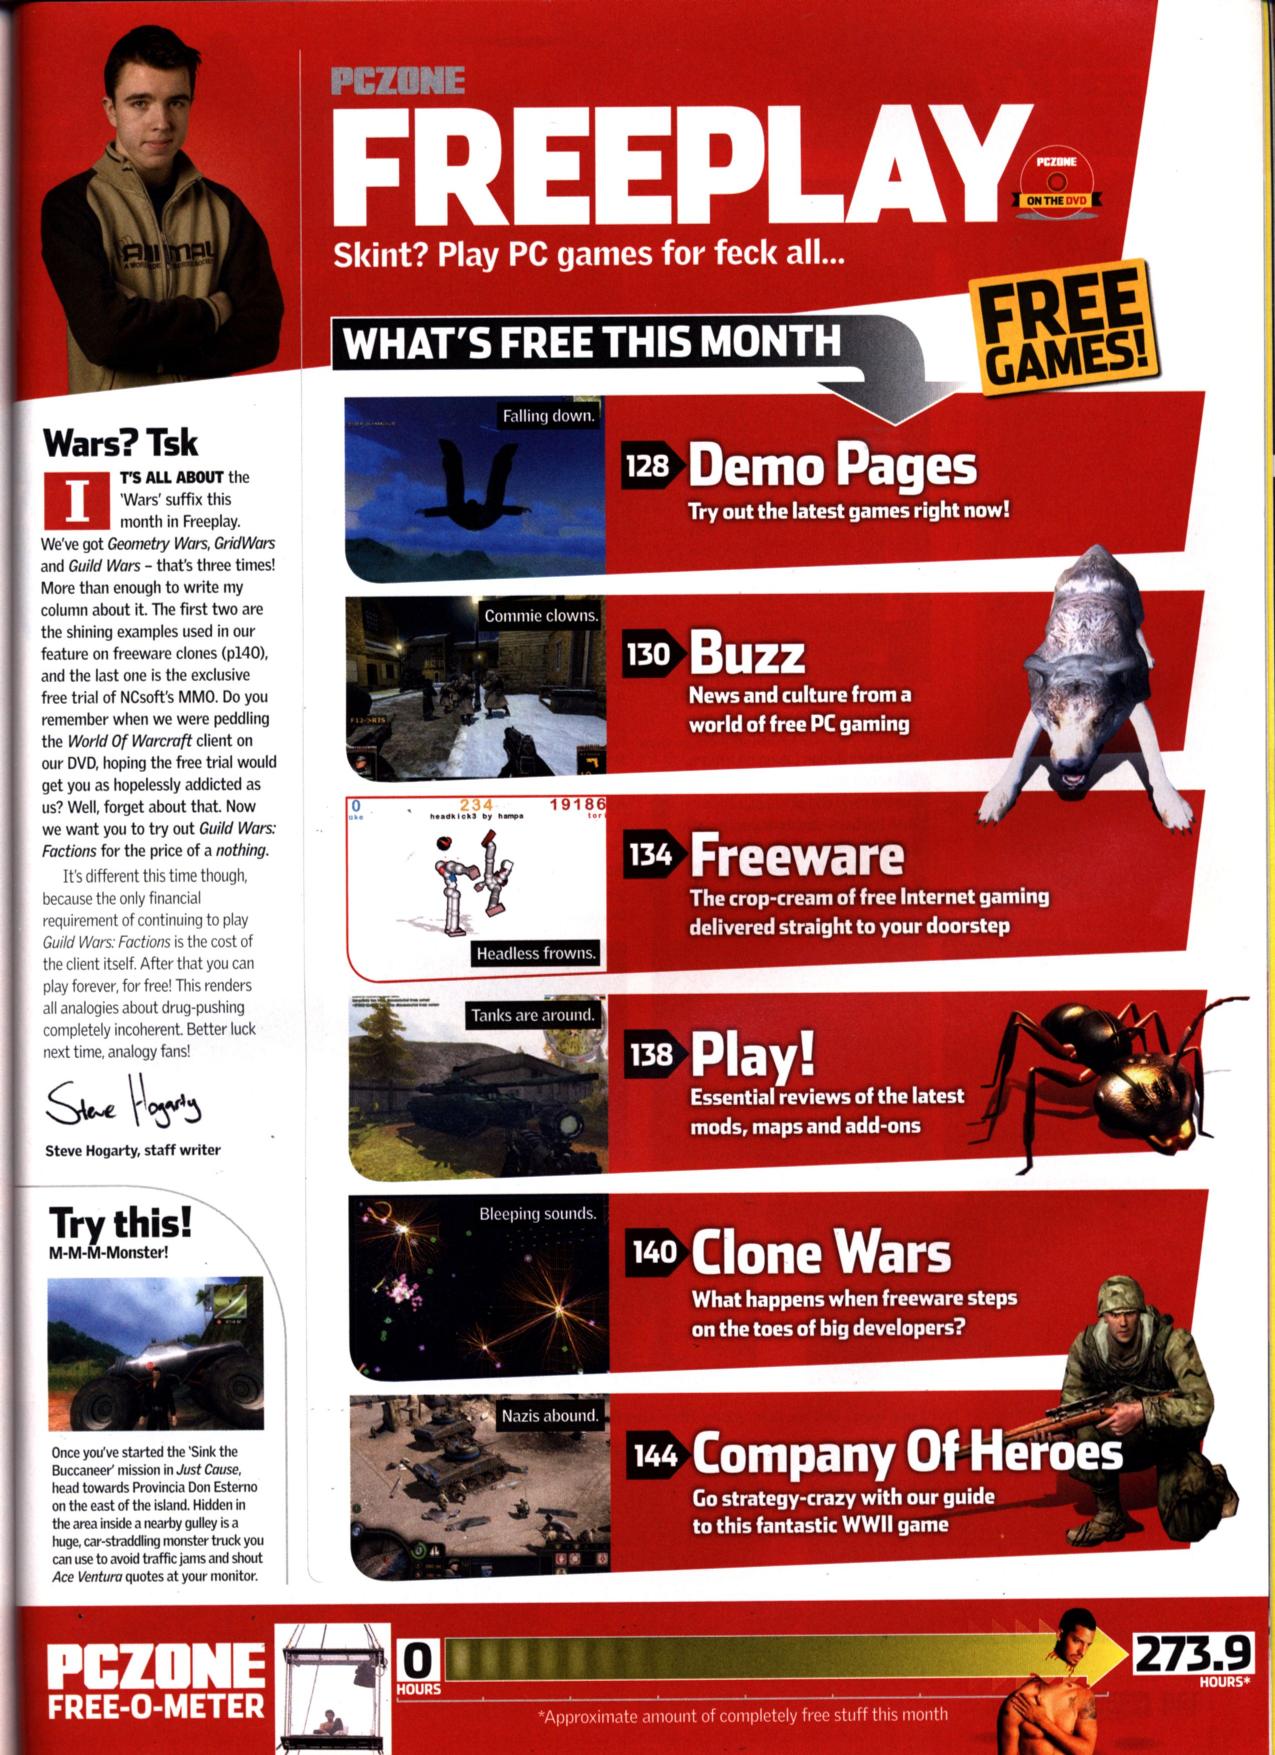 PCZONE
FREEPLAY
PCZONE
ON THE DVD
Skint? Play PC games for feck all...
WHAT'S FREE THIS MONTH
FREE
GAMES!
ANIMAL
Wars? Tsk
IT'S ALL ABOUT the
'Wars' suffix this
month in Freeplay.
We've got Geometry Wars, GridWars
and Guild Wars – that's three times!
More than enough to write my
column about it. The first two are
the shining examples used in our
feature on freeware clones (p140),
and the last one is the exclusive
free trial of NCsoft's MMO. Do you
remember when we were peddling
the World Of Warcraft client on
our DVD, hoping the free trial would
get you as hopelessly addicted as
us? Well, forget about that. Now
we want you to try out Guild Wars:
Factions for the price of a nothing.
It's different this time though,
because the only financial
requirement of continuing to play
Guild Wars: Factions is the cost of
the client itself. After that you can
play forever, for free! This renders
all analogies about drug-pushing
completely incoherent. Better luck
next time, analogy fans!
Steve Hogarty
Steve Hogarty, staff writer
Try this!
M-M-M-Monster!
Once you've started the 'Sink the
Buccaneer' mission in Just Cause,
head towards Provincia Don Esterno
on the east of the island. Hidden in
the area inside a nearby gulley is a
huge, car-straddling monster truck you
can use to avoid traffic jams and shout
Ace Ventura quotes at your monitor.
Falling down.
128 Demo Pages
Try out the latest games right now!
Commie clowns.
F12->RTS
130 Buzz
News and culture from a
world of free PC gaming
0
uke
234
headkick3 by hampa
19186
tori
Headless frowns.
134 Freeware
The crop-cream of free Internet gaming
delivered straight to your doorstep
Tanks are around.
138 Play!
Essential reviews of the latest
mods, maps and add-ons
Bleeping sounds.
140 Clone Wars
What happens when freeware steps
on the toes of big developers?
Nazis abound.
144 Company Of Heroes
Go strategy-crazy with our guide
to this fantastic WWII game
PCZONE
FREE-O-METER
0
HOURS
273.9
HOURS*
*Approximate amount of completely free stuff this month